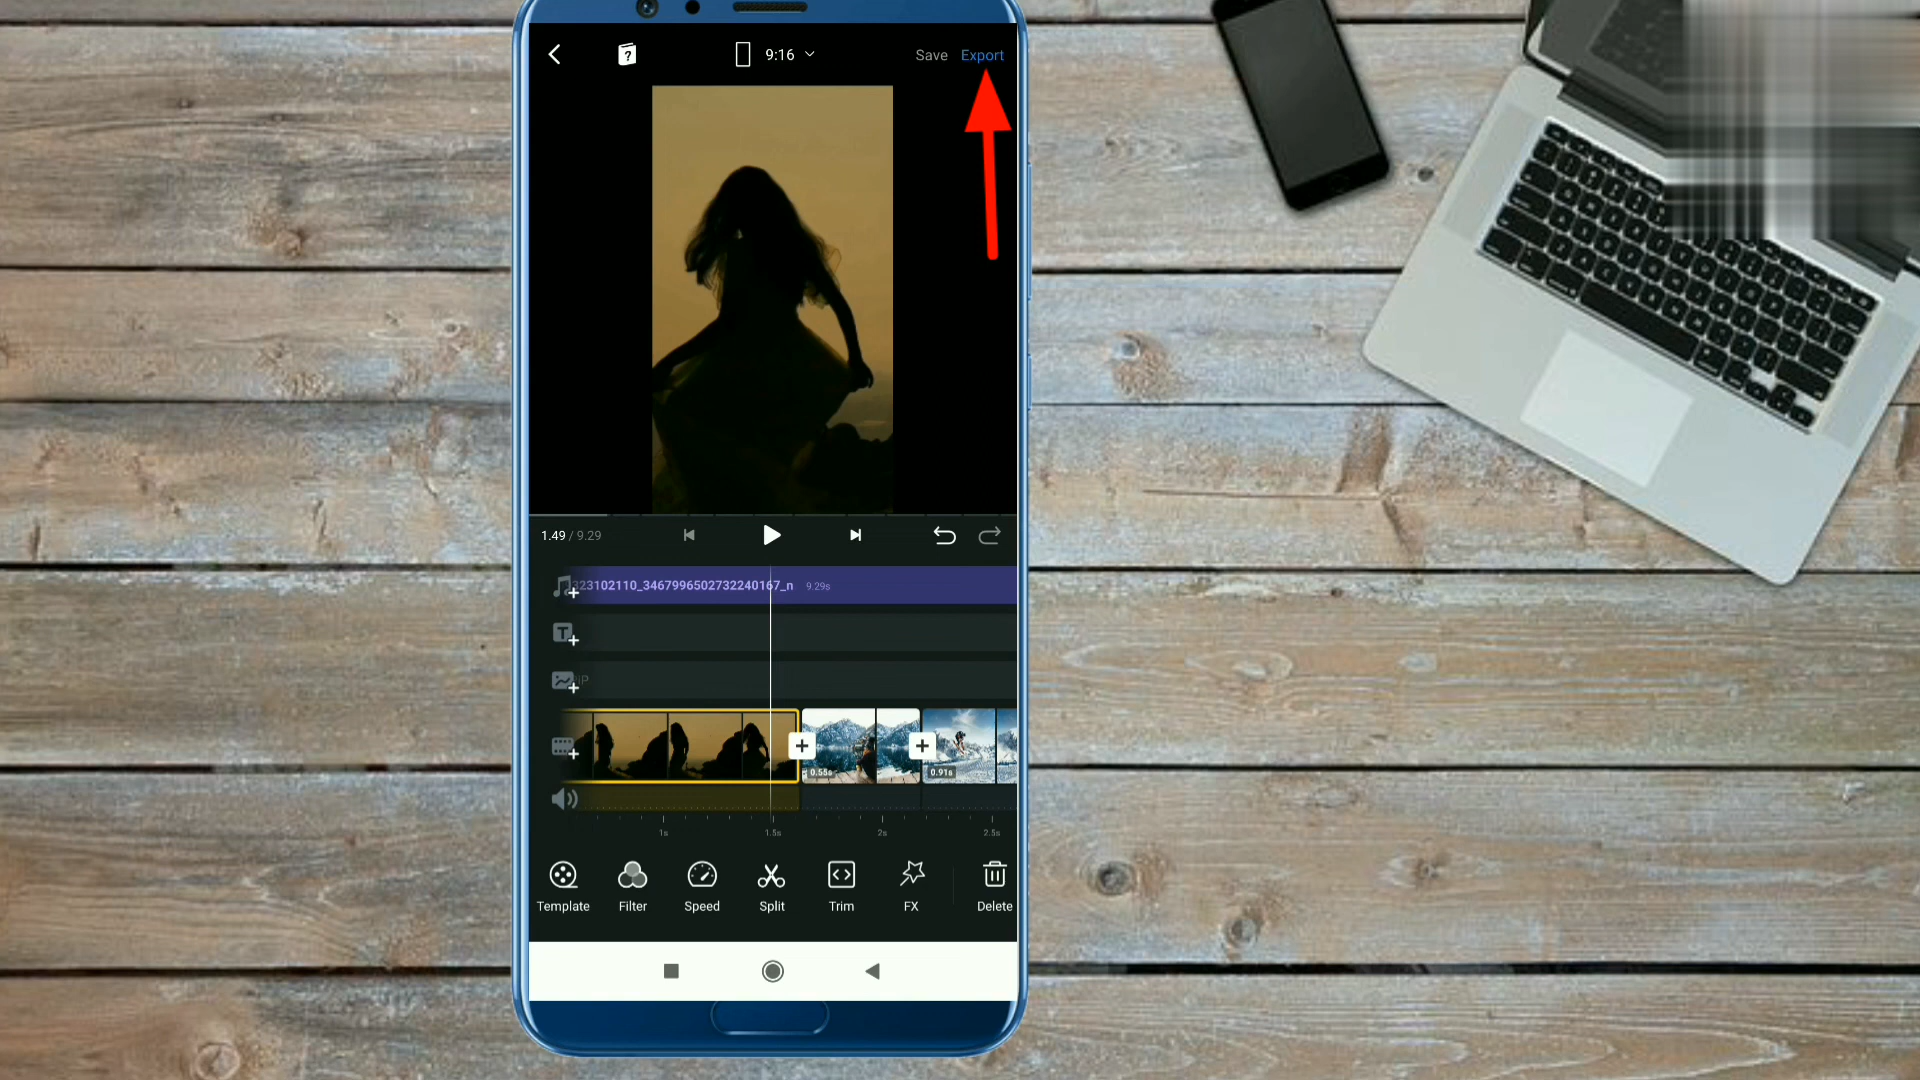 9:16
Save Export
1.49 / 9.29
323102110_3467996502732240167_n 9.29s
0.55s 0.91s
1s 1.5s 2s 2.5s
Template Filter Speed Split Trim FX Delete